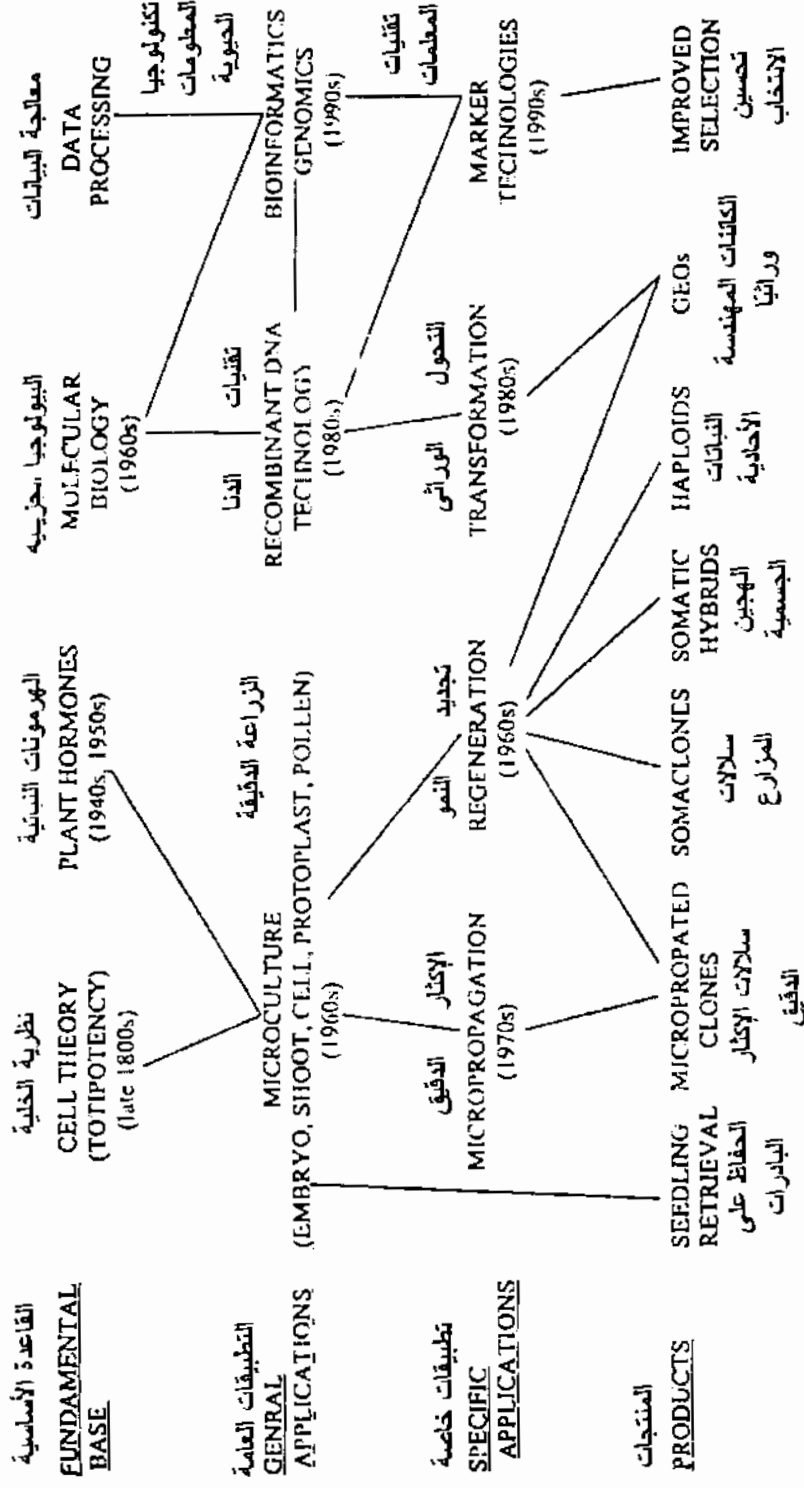 القاعدة الأساسية
FUNDAMENTAL
BASE
نظرية الخلية
CELL THEORY
(TOTIPOTENCY)
(late 1800s)
الهرمونات النباتية
PLANT HORMONES
(1940s, 1950s)
البيولوجيا الجزيئية
MOLECULAR
BIOLOGY
(1960s)
معالجة البيانات
DATA
PROCESSING
التطبيقات العامة
GENRAL
APPLICATIONS
الزراعة الدقيقة
MICROCULTURE
(EMBRYO, SHOOT, CELL, PROTOPLAST, POLLEN)
(1960s)
تقنيات
الدنا
RECOMBINANT DNA
TECHNOLOGY
(1980s)
تكنولوجيا
المعلومات
الحيوية
BIOINFORMATICS
GENOMICS
(1990s)
تطبيقات خاصة
SPECIFIC
APPLICATIONS
الإكثار
الدقيق
MICROPROPAGATION
(1970s)
تجديد
النمو
REGENERATION
(1960s)
التحول
الوراثى
TRANSFORMATION
(1980s)
تقنيات
المعلمات
MARKER
TECHNOLOGIES
(1990s)
المنتجات
PRODUCTS
SEEDLING
RETRIEVAL
الحفاظ على
البادرات
MICROPROPATED
CLONES
سلالات الإكثار
الدقيق
SOMACLONES
سلالات
المزارع
SOMATIC
HYBRIDS
الهجين
الجسمية
HAPLOIDS
النباتات
الأحادية
GEOs
الكائنات المهندسة
وراثيًا
IMPROVED
SELECTION
تحسين
الانتخاب